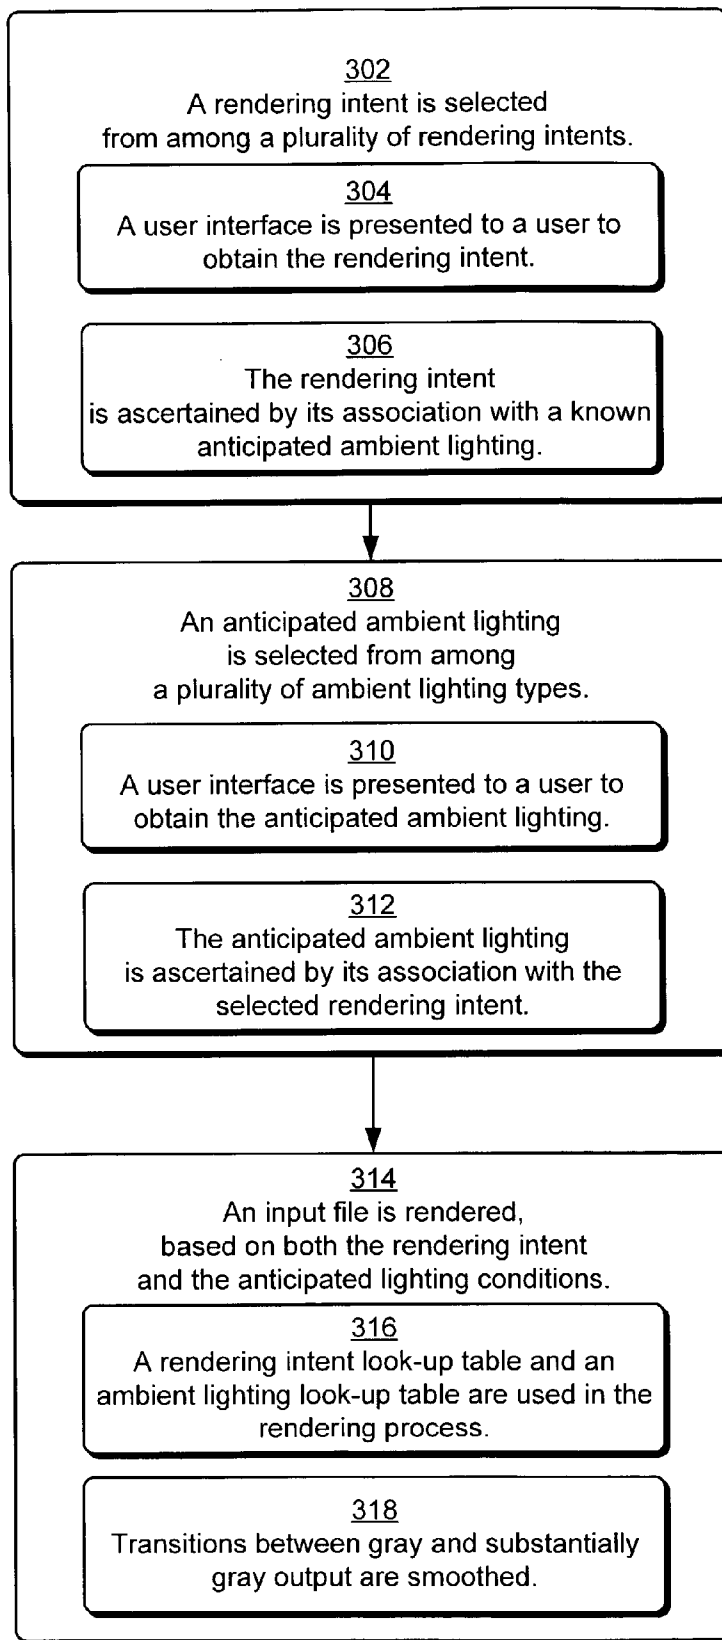 302
A rendering intent is selected
from among a plurality of rendering intents.
304
A user interface is presented to a user to
obtain the rendering intent.
306
The rendering intent
is ascertained by its association with a known
anticipated ambient lighting.
308
An anticipated ambient lighting
is selected from among
a plurality of ambient lighting types.
310
A user interface is presented to a user to
obtain the anticipated ambient lighting.
312
The anticipated ambient lighting
is ascertained by its association with the
selected rendering intent.
314
An input file is rendered,
based on both the rendering intent
and the anticipated lighting conditions.
316
A rendering intent look-up table and an
ambient lighting look-up table are used in the
rendering process.
318
Transitions between gray and substantially
gray output are smoothed.